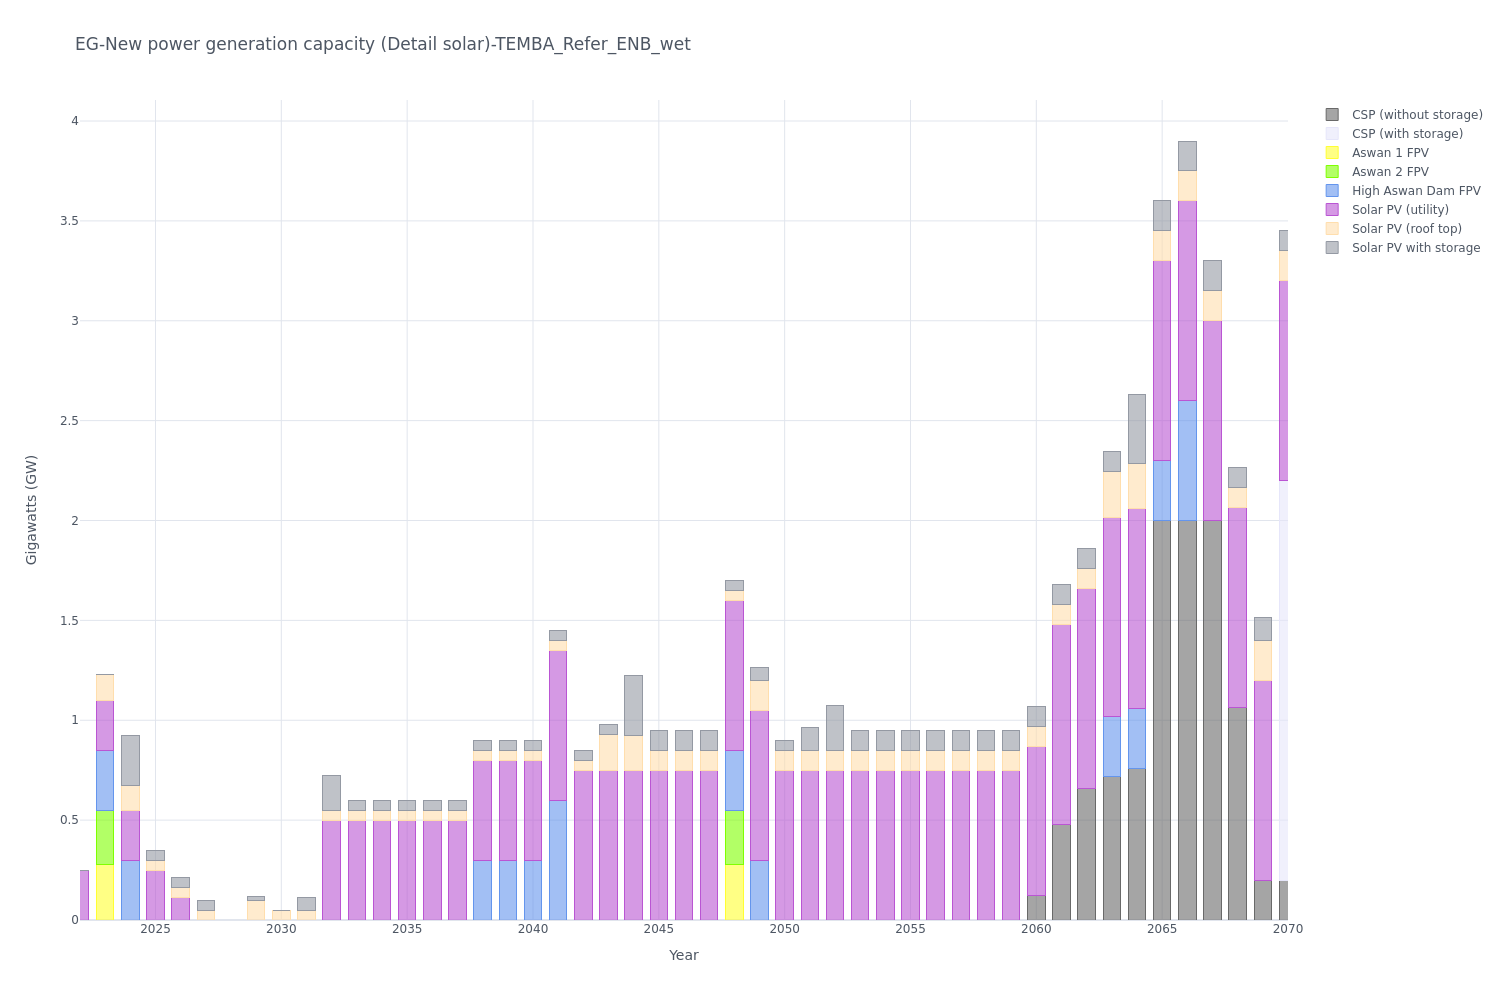 EG-New power generation capacity (Detail solar)-TEMBA_Refer_ENB_wet
CSP (without storage)
CSP (with storage)
Aswan 1 FPV
Aswan 2 FPV
High Aswan Dam FPV
Solar PV (utility)
Solar PV (roof top)
Solar PV with storage
4
3.5
3
2.5
2
1.5
1
0.5
0
Gigawatts (GW)
2025
2030
2035
2040
2045
2050
2055
2060
2065
2070
Year